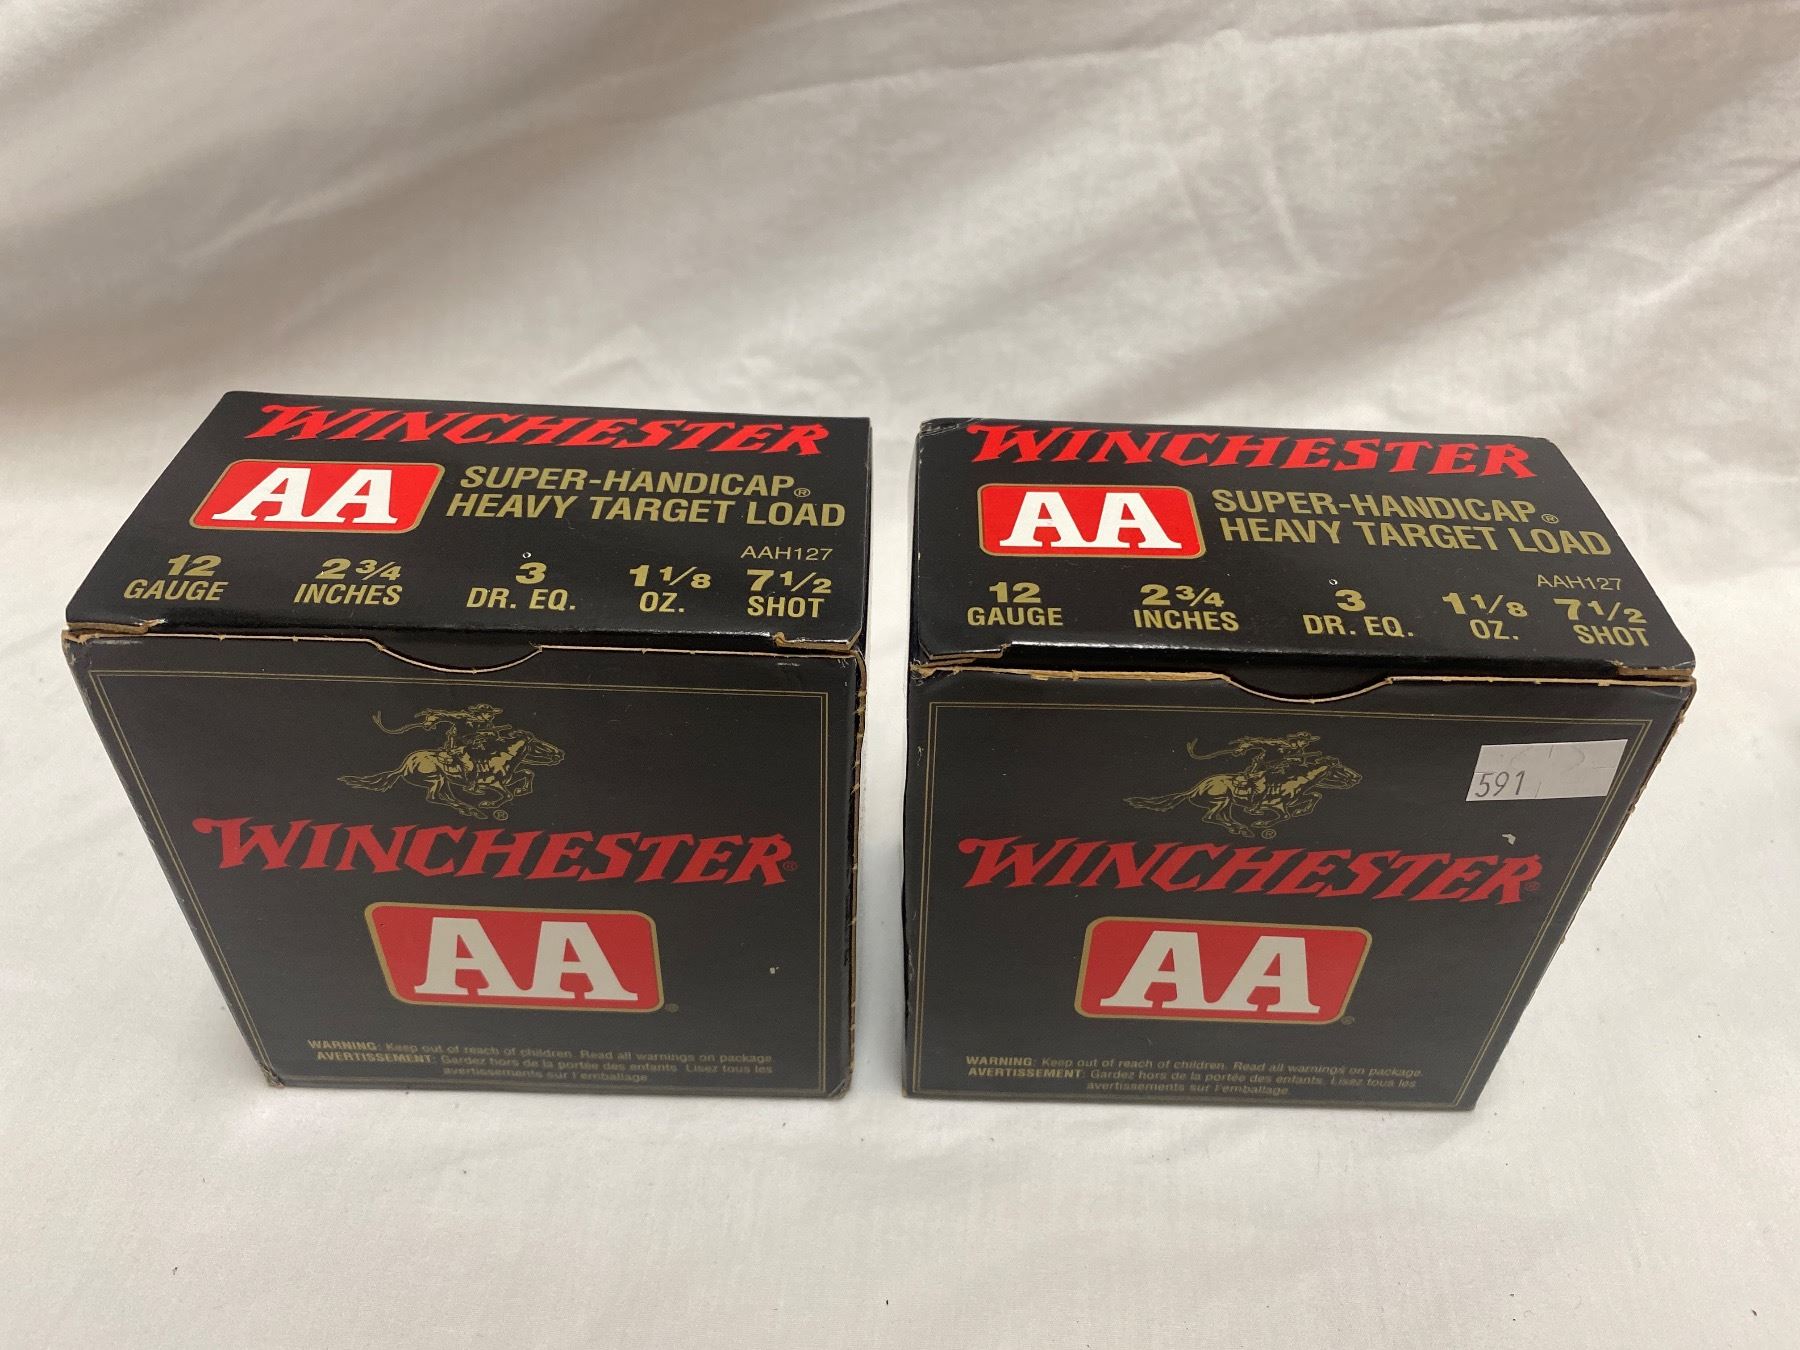 WINCHESTER
AA
SUPER-HANDICAP®
HEAVY TARGET LOAD
AAH127
12 GAUGE 2 3/4 INCHES 3 DR. EQ. 1 1/8 OZ. 7 1/2 SHOT
®
WINCHESTER®
AA®
WARNING: Keep out of reach of children. Read all warnings on package.
AVERTISSEMENT: Gardez hors de la portée des enfants. Lisez tous les
avertissements sur l'emballage
WINCHESTER
AA
SUPER-HANDICAP®
HEAVY TARGET LOAD
AAH127
12 GAUGE 2 3/4 INCHES 3 DR. EQ. 1 1/8 OZ. 7 1/2 SHOT
591
®
WINCHESTER®
AA®
WARNING: Keep out of reach of children. Read all warnings on package.
AVERTISSEMENT: Gardez hors de la portée des enfants. Lisez tous les
avertissements sur l'emballage